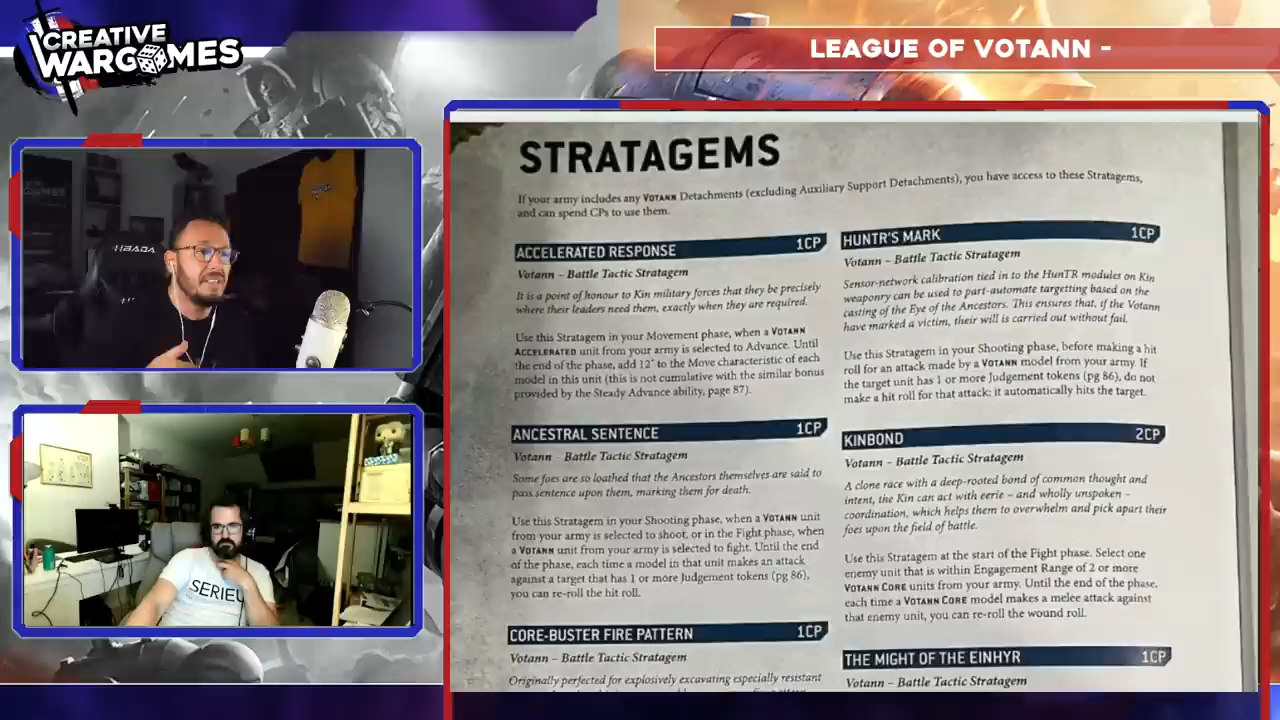 CREATIVE
WARGAMES
LEAGUE OF VOTANN -
HBADA
SERIEU
STRATAGEMS
If your army includes any VOTANN Detachments (excluding Auxiliary Support Detachments), you have access to these Stratagems,
and can spend CPs to use them.
ACCELERATED RESPONSE 1CP
Votann – Battle Tactic Stratagem
It is a point of honour to Kin military forces that they be precisely
where their leaders need them, exactly when they are required.
Use this Stratagem in your Movement phase, when a VOTANN
ACCELERATED unit from your army is selected to Advance. Until
the end of the phase, add 12" to the Move characteristic of each
model in this unit (this is not cumulative with the similar bonus
provided by the Steady Advance ability, page 87).
ANCESTRAL SENTENCE 1CP
Votann – Battle Tactic Stratagem
Some foes are so loathed that the Ancestors themselves are said to
pass sentence upon them, marking them for death.
Use this Stratagem in your Shooting phase, when a VOTANN unit
from your army is selected to shoot, or in the Fight phase, when
a VOTANN unit from your army is selected to fight. Until the end
of the phase, each time a model in that unit makes an attack
against a target that has 1 or more Judgement tokens (pg 86),
you can re-roll the hit roll.
CORE-BUSTER FIRE PATTERN 1CP
Votann – Battle Tactic Stratagem
Originally perfected for explosively excavating especially resistant
HUNTR'S MARK 1CP
Votann – Battle Tactic Stratagem
Sensor-network calibration tied in to the HunTR modules on Kin
weaponry can be used to part-automate targetting based on the
casting of the Eye of the Ancestors. This ensures that, if the Votann
have marked a victim, their will is carried out without fail.
Use this Stratagem in your Shooting phase, before making a hit
roll for an attack made by a VOTANN model from your army. If
the target unit has 1 or more Judgement tokens (pg 86), do not
make a hit roll for that attack: it automatically hits the target.
KINBOND 2CP
Votann – Battle Tactic Stratagem
A clone race with a deep-rooted bond of common thought and
intent, the Kin can act with eerie – and wholly unspoken –
coordination, which helps them to overwhelm and pick apart their
foes upon the field of battle.
Use this Stratagem at the start of the Fight phase. Select one
enemy unit that is within Engagement Range of 2 or more
VOTANN CORE units from your army. Until the end of the phase,
each time a VOTANN CORE model makes a melee attack against
that enemy unit, you can re-roll the wound roll.
THE MIGHT OF THE EINHYR 1CP
Votann – Battle Tactic Stratagem